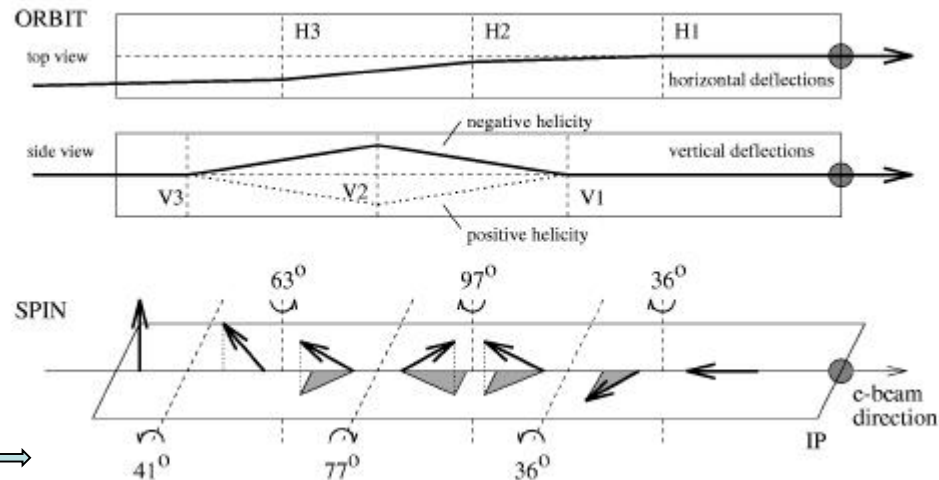 ORBIT
H3 H2 H1
top view
horizontal deflections
negative helicity
side view
vertical deflections
V3 V2 V1
positive helicity
63° 97° 36°
SPIN
e-beam
direction
IP
41° 77° 36°